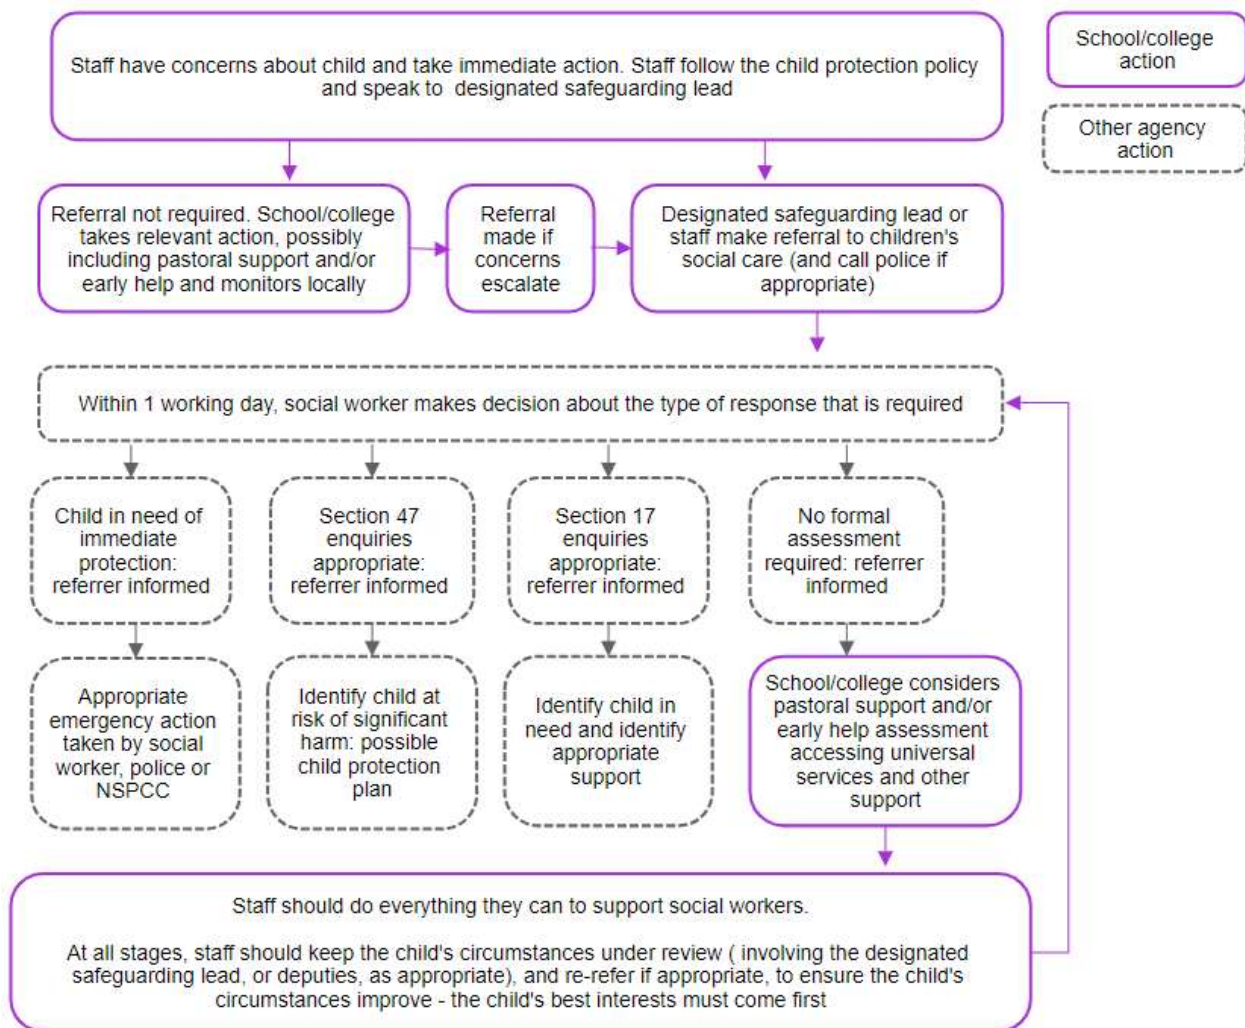 Staff have concerns about child and take immediate action. Staff follow the child protection policy
and speak to designated safeguarding lead
School/college
action
Other agency
action
Referral not required. School/college
takes relevant action, possibly
including pastoral support and/or
early help and monitors locally
Referral
made if
concerns
escalate
Designated safeguarding lead or
staff make referral to children's
social care (and call police if
appropriate)
Within 1 working day, social worker makes decision about the type of response that is required
Child in need of
immediate
protection:
referrer informed
Section 47
enquiries
appropriate:
referrer informed
Section 17
enquiries
appropriate:
referrer informed
No formal
assessment
required: referrer
informed
Appropriate
emergency action
taken by social
worker, police or
NSPCC
Identify child at
risk of significant
harm: possible
child protection
plan
Identify child in
need and identify
appropriate
support
School/college considers
pastoral support and/or
early help assessment
accessing universal
services and other
support
Staff should do everything they can to support social workers.
At all stages, staff should keep the child's circumstances under review ( involving the designated
safeguarding lead, or deputies, as appropriate), and re-refer if appropriate, to ensure the child's
circumstances improve - the child's best interests must come first